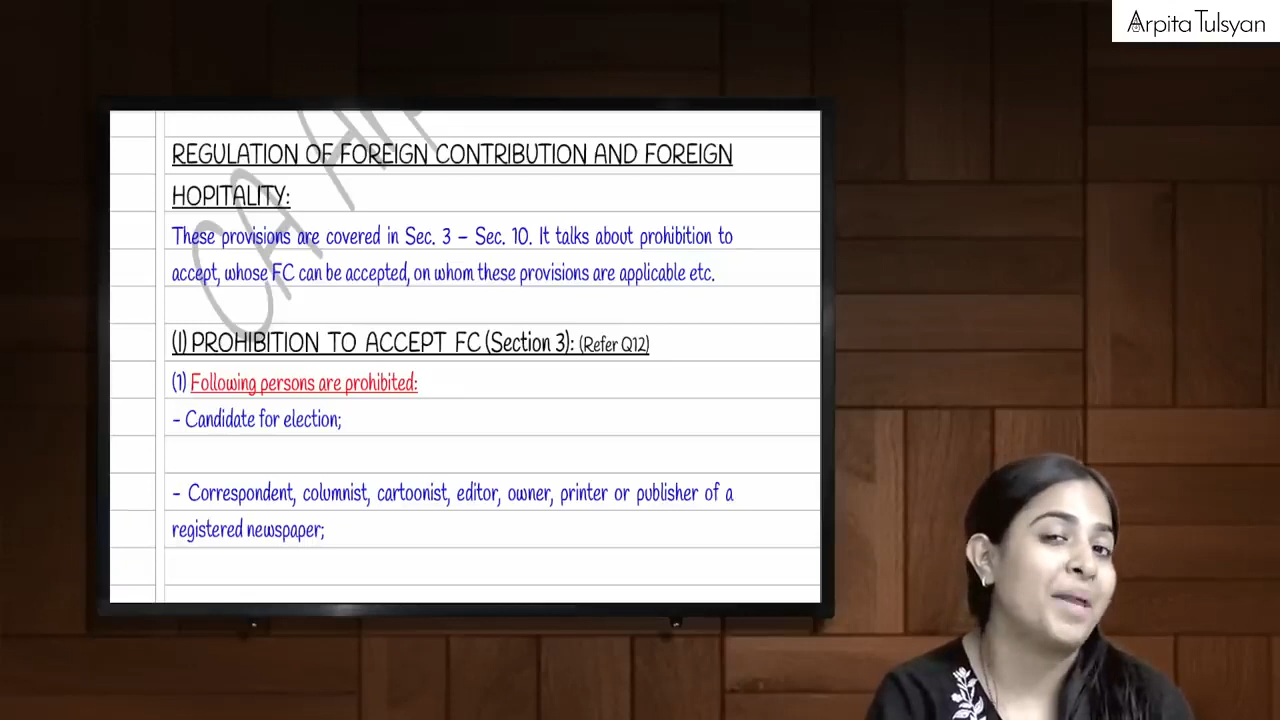 Arpita Tulsyan
CA Arp
REGULATION OF FOREIGN CONTRIBUTION AND FOREIGN
HOPITALITY:
These provisions are covered in Sec. 3 – Sec. 10. It talks about prohibition to
accept, whose FC can be accepted, on whom these provisions are applicable etc.
(I) PROHIBITION TO ACCEPT FC (Section 3): (Refer Q12)
(1) Following persons are prohibited:
- Candidate for election;
- Correspondent, columnist, cartoonist, editor, owner, printer or publisher of a
registered newspaper;